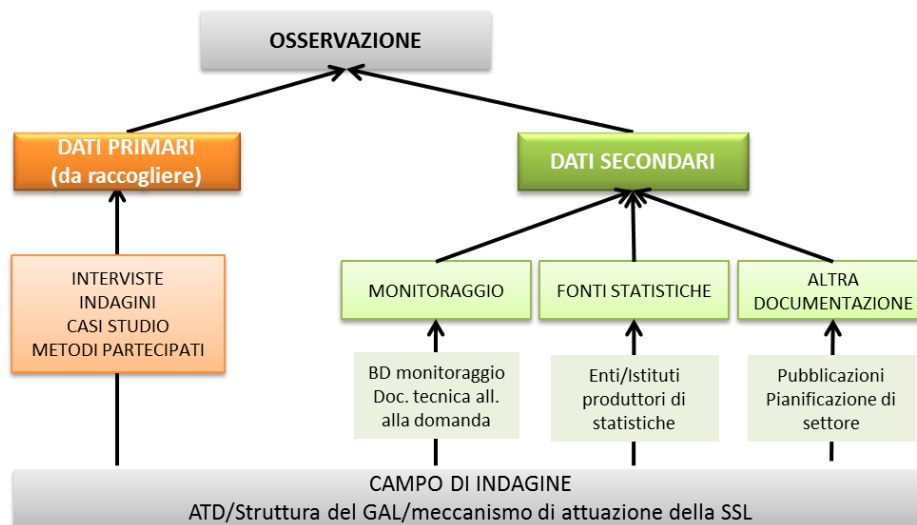 OSSERVAZIONE
DATI PRIMARI
(da raccogliere)
DATI SECONDARI
INTERVISTE
INDAGINI
CASI STUDIO
METODI PARTECIPATI
MONITORAGGIO
FONTI STATISTICHE
ALTRA
DOCUMENTAZIONE
BD monitoraggio
Doc. tecnica all.
alla domanda
Enti/Istituti
produttori di
statistiche
Pubblicazioni
Pianificazione di
settore
CAMPO DI INDAGINE
ATD/Struttura del GAL/meccanismo di attuazione della SSL